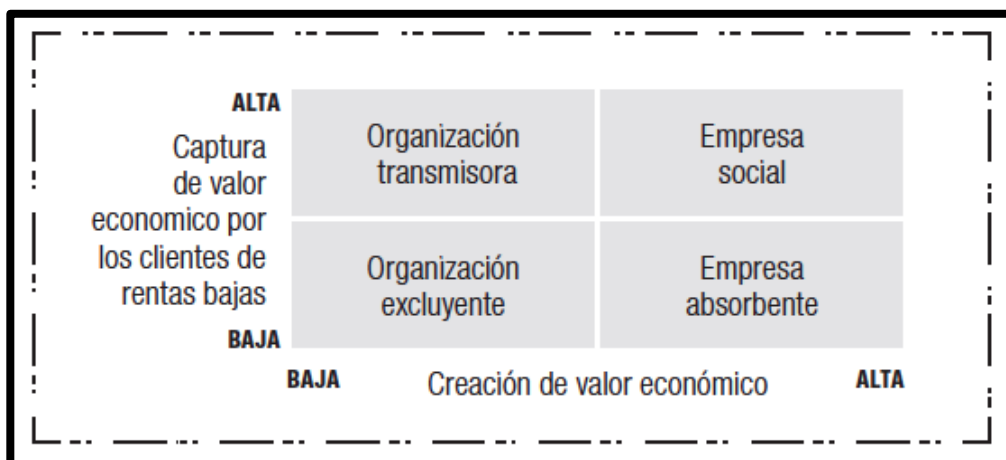 ALTA
Captura
de valor
economico por
los clientes de
rentas bajas
BAJA
Organización
transmisora
Empresa
social
Organización
excluyente
Empresa
absorbente
BAJA
Creación de valor económico
ALTA